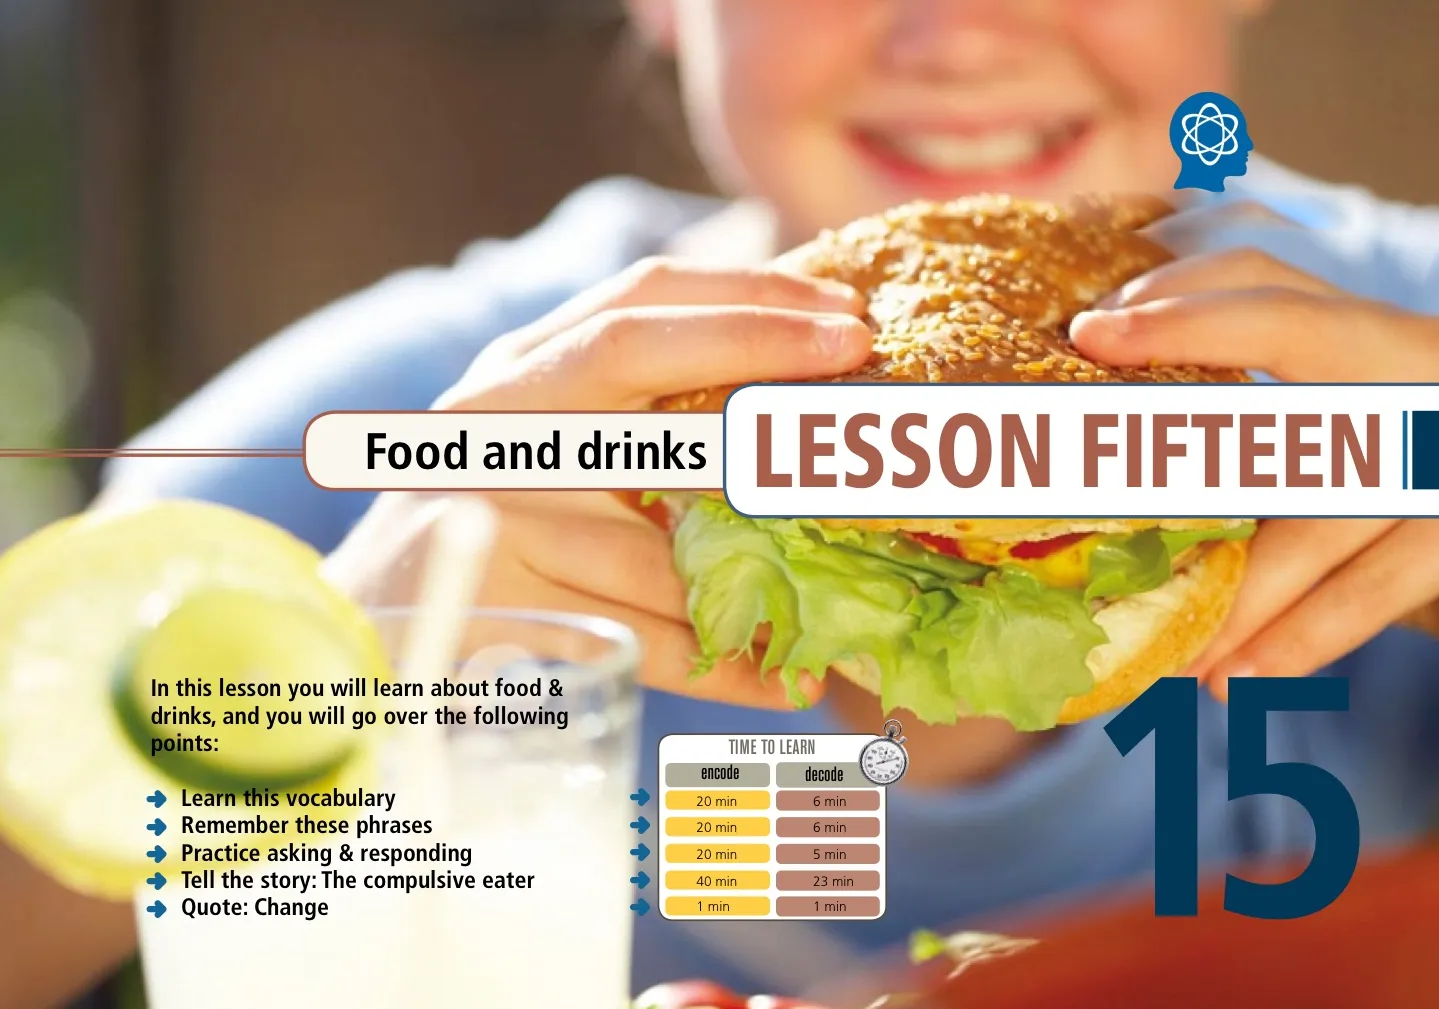 Food and drinks
LESSON FIFTEEN
In this lesson you will learn about food &
drinks, and you will go over the following
points:
Learn this vocabulary
Remember these phrases
Practice asking & responding
Tell the story: The compulsive eater
Quote: Change
TIME TO LEARN
encode decode
20 min 6 min
20 min 6 min
20 min 5 min
40 min 23 min
1 min 1 min
15